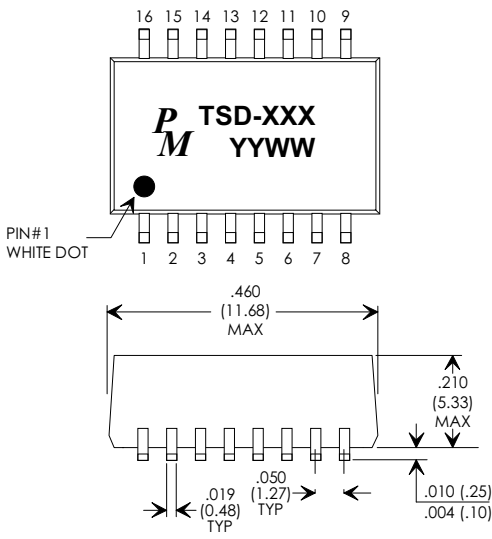 16 15 14 13 12 11 10 9
PM TSD-XXX
YYWW
PIN#1
WHITE DOT
1 2 3 4 5 6 7 8
.460
(11.68)
MAX
.210
(5.33)
MAX
.019
(0.48)
TYP
.050
(1.27)
TYP
.010 (.25)
.004 (.10)